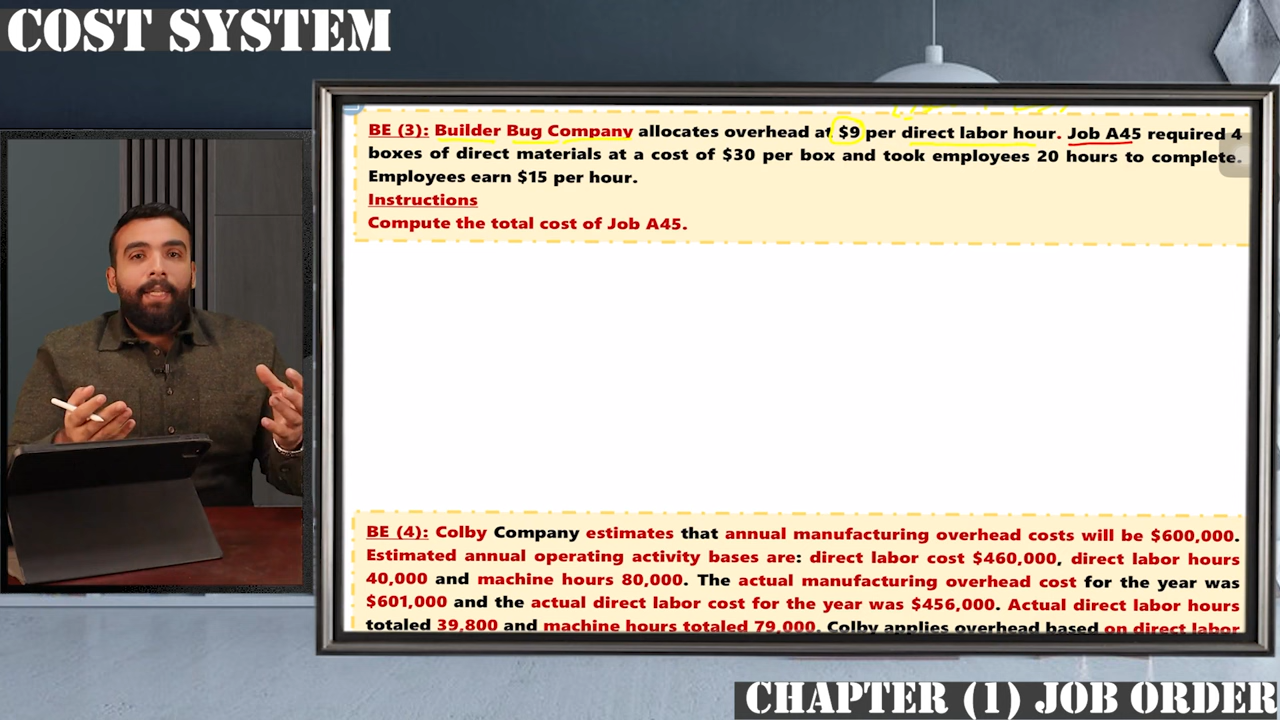 COST SYSTEM
BE (3): Builder Bug Company allocates overhead at $9 per direct labor hour. Job A45 required 4
boxes of direct materials at a cost of $30 per box and took employees 20 hours to complete.
Employees earn $15 per hour.
Instructions
Compute the total cost of Job A45.
BE (4): Colby Company estimates that annual manufacturing overhead costs will be $600,000.
Estimated annual operating activity bases are: direct labor cost $460,000, direct labor hours
40,000 and machine hours 80,000. The actual manufacturing overhead cost for the year was
$601,000 and the actual direct labor cost for the year was $456,000. Actual direct labor hours
totaled 39,800 and machine hours totaled 79,000. Colby applies overhead based on direct labor
CHAPTER (1) JOB ORDER